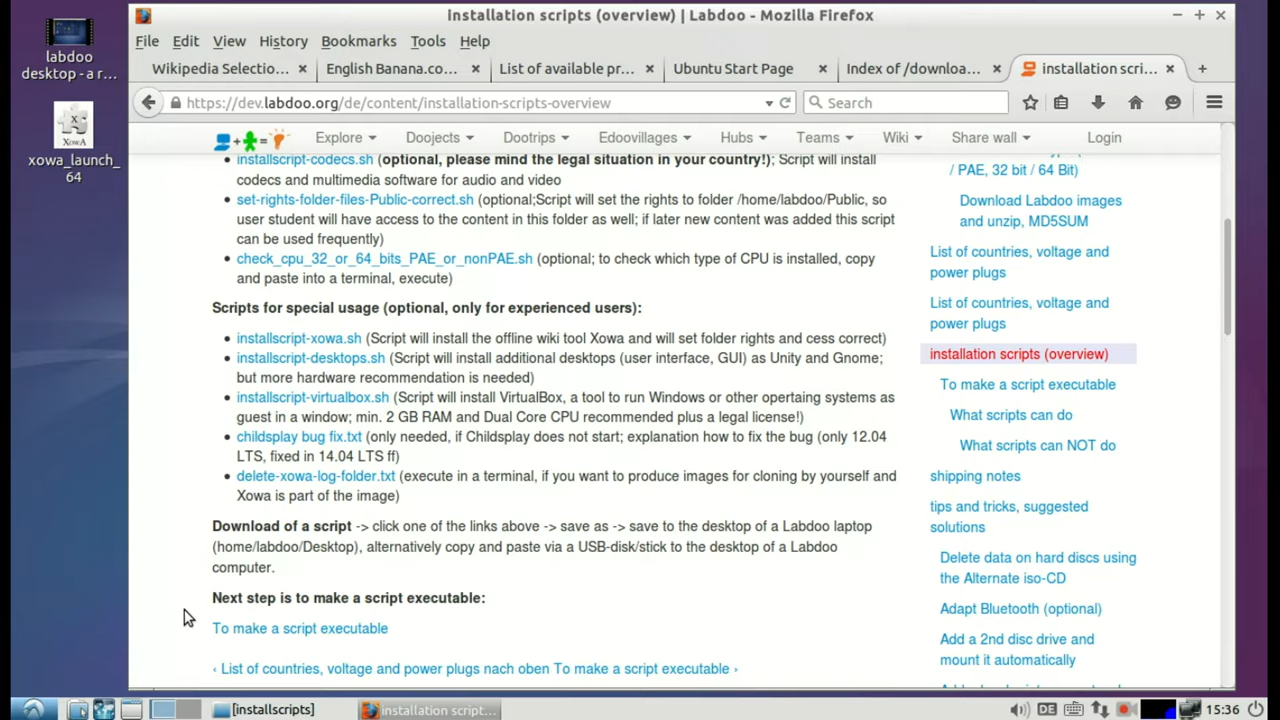 installation scripts (overview) | Labdoo - Mozilla Firefox
labdoo
desktop - a r...
File Edit View History Bookmarks Tools Help
Wikipedia Selectio... English Banana.co... List of available pr... Ubuntu Start Page Index of /downloa... installation scri...
https://dev.labdoo.org/de/content/installation-scripts-overview Search
XOWA
xowa_launch_
64
Explore Doojects Dootrips Edoovillages Hubs Teams Wiki Share wall Login
installscript-codecs.sh (optional, please mind the legal situation in your country!); Script will install
codecs and multimedia software for audio and video
set-rights-folder-files-Public-correct.sh (optional;Script will set the rights to folder /home/labdoo/Public, so
user student will have access to the content in this folder as well; if later new content was added this script
can be used frequently)
check_cpu_32_or_64_bits_PAE_or_nonPAE.sh (optional; to check which type of CPU is installed, copy
and paste into a terminal, execute)
Scripts for special usage (optional, only for experienced users):
installscript-xowa.sh (Script will install the offline wiki tool Xowa and will set folder rights and cess correct)
installscript-desktops.sh (Script will install additional desktops (user interface, GUI) as Unity and Gnome;
but more hardware recommendation is needed)
installscript-virtualbox.sh (Script will install VirtualBox, a tool to run Windows or other opertaing systems as
guest in a window; min. 2 GB RAM and Dual Core CPU recommended plus a legal license!)
childsplay bug fix.txt (only needed, if Childsplay does not start; explanation how to fix the bug (only 12.04
LTS, fixed in 14.04 LTS ff)
delete-xowa-log-folder.txt (execute in a terminal, if you want to produce images for cloning by yourself and
Xowa is part of the image)
Download of a script -> click one of the links above -> save as -> save to the desktop of a Labdoo laptop
(home/labdoo/Desktop), alternatively copy and paste via a USB-disk/stick to the desktop of a Labdoo
computer.
Next step is to make a script executable:
To make a script executable
‹ List of countries, voltage and power plugs nach oben To make a script executable ›
/ PAE, 32 bit / 64 Bit)
Download Labdoo images
and unzip, MD5SUM
List of countries, voltage and
power plugs
List of countries, voltage and
power plugs
installation scripts (overview)
To make a script executable
What scripts can do
What scripts can NOT do
shipping notes
tips and tricks, suggested
solutions
Delete data on hard discs using
the Alternate iso-CD
Adapt Bluetooth (optional)
Add a 2nd disc drive and
mount it automatically
[installscripts] installation script... DE 15:36